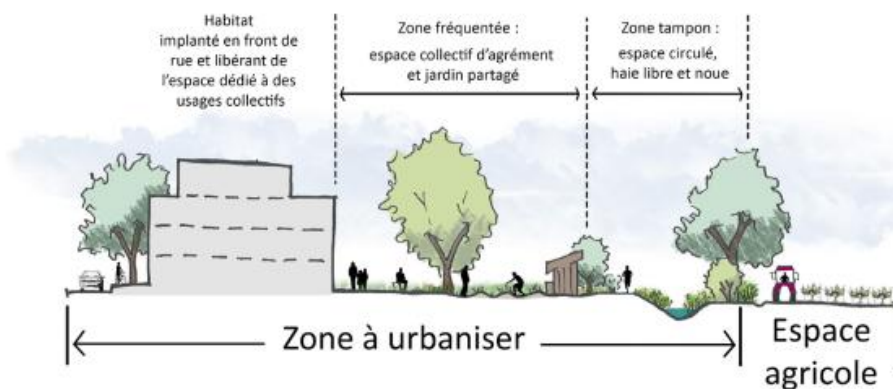 Habitat
implanté en front de
rue et libérant de
l'espace dédié à des
usages collectifs
Zone fréquentée :
espace collectif d'agrément
et jardin partagé
Zone tampon :
espace circulé,
haie libre et noue
Zone à urbaniser
Espace
agricole